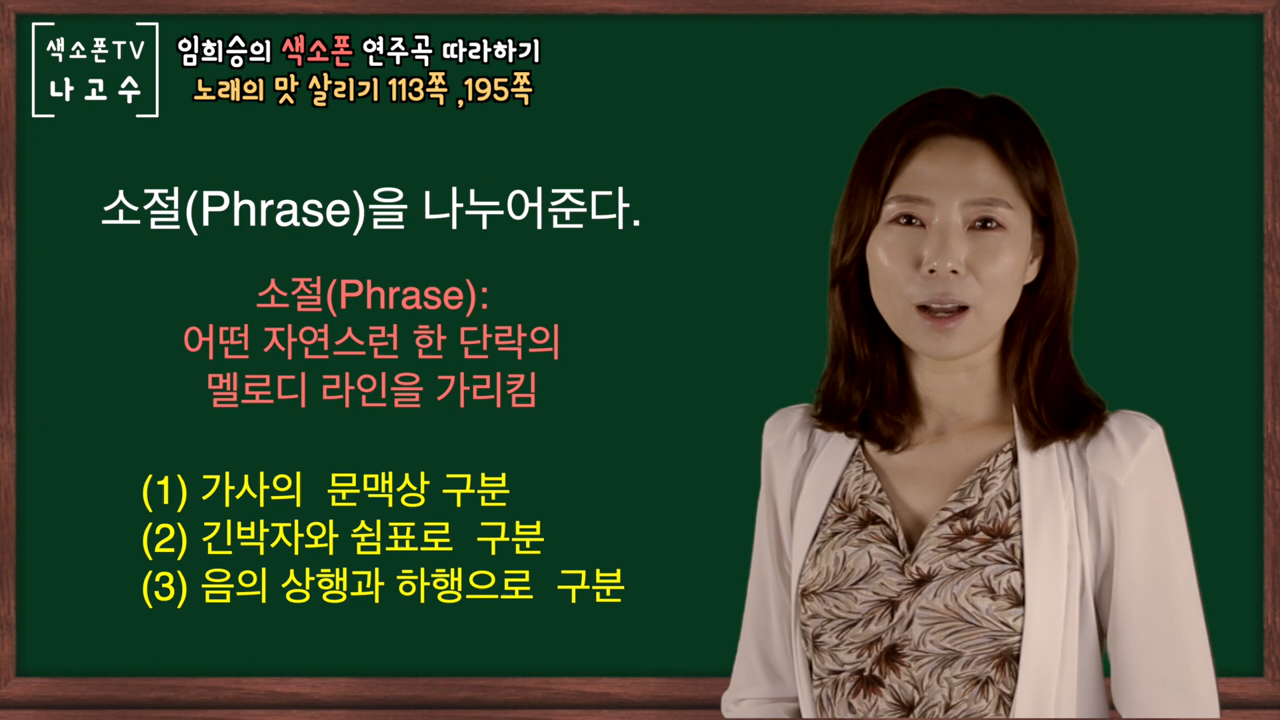 색소폰TV
나고수
임희승의 색소폰 연주곡 따라하기
노래의 맛 살리기 113쪽 ,195쪽
소절(Phrase)을 나누어준다.
소절(Phrase):
어떤 자연스런 한 단락의
멜로디 라인을 가리킴
(1) 가사의 문맥상 구분
(2) 긴박자와 쉼표로 구분
(3) 음의 상행과 하행으로 구분